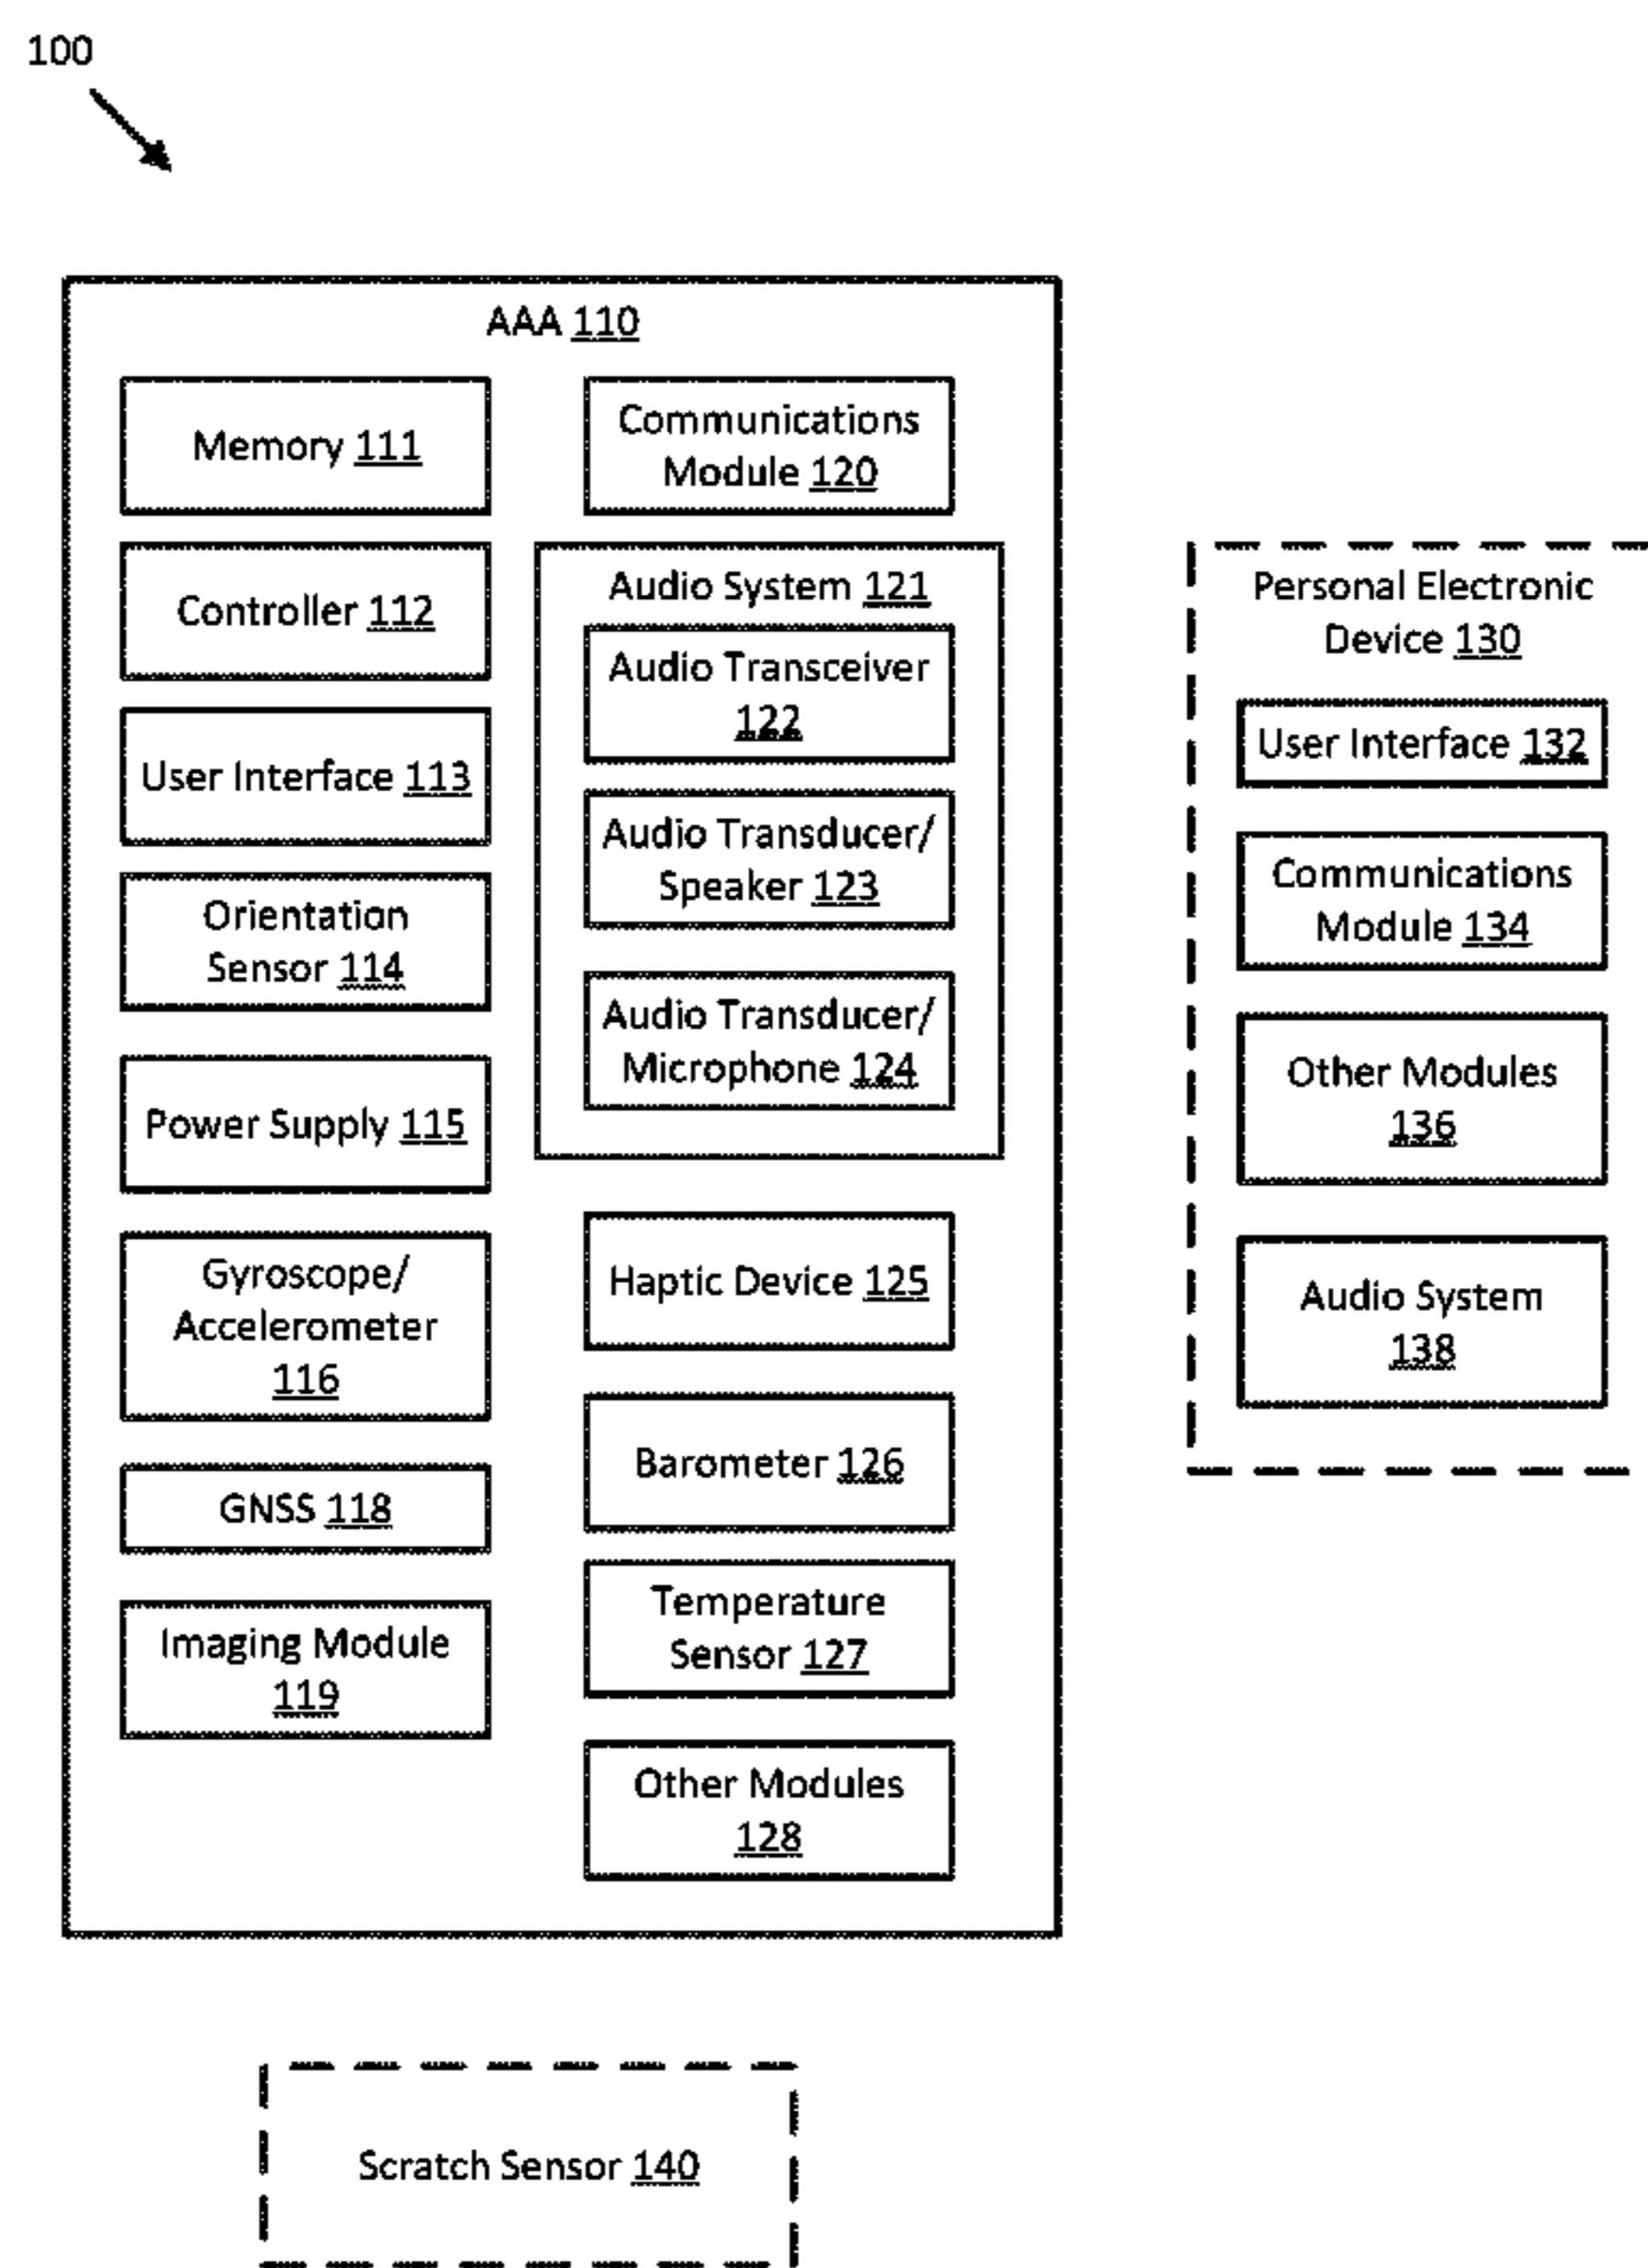 100
AAA 110
Memory 111
Controller 112
User Interface 113
Orientation
Sensor 114
Power Supply 115
Gyroscope/
Accelerometer
116
GNSS 118
Imaging Module
119
Communications
Module 120
Audio System 121
Audio Transceiver
122
Audio Transducer/
Speaker 123
Audio Transducer/
Microphone 124
Haptic Device 125
Barometer 126
Temperature
Sensor 127
Other Modules
128
Personal Electronic
Device 130
User Interface 132
Communications
Module 134
Other Modules
136
Audio System
138
Scratch Sensor 140